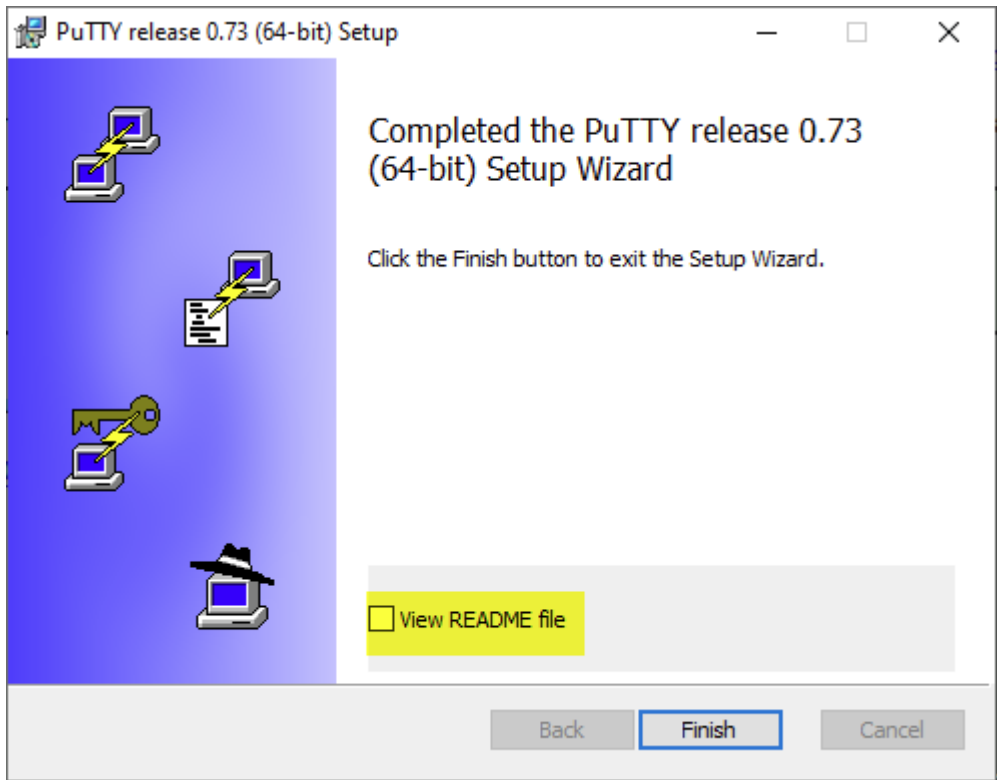 PuTTY release 0.73 (64-bit) Setup
Completed the PuTTY release 0.73
(64-bit) Setup Wizard
Click the Finish button to exit the Setup Wizard.
View README file
Back
Finish
Cancel